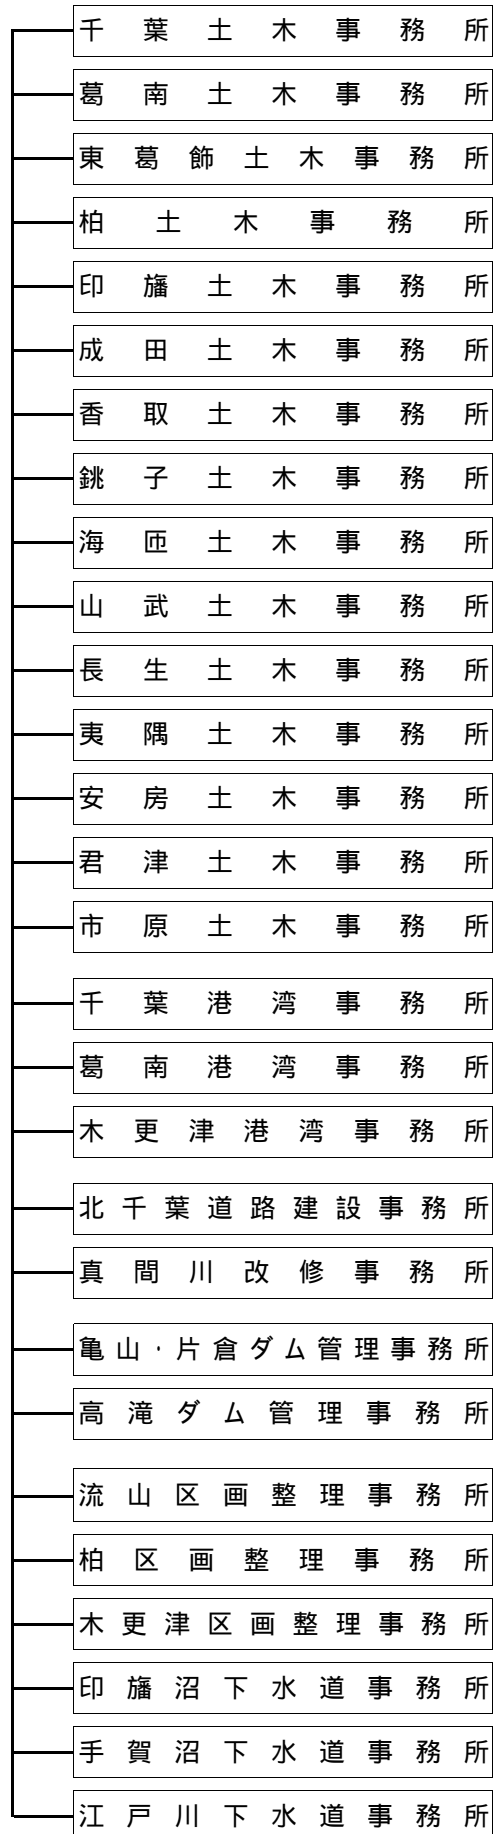 千葉土木事務所
葛南土木事務所
東葛飾土木事務所
柏土木事務所
印旛土木事務所
成田土木事務所
香取土木事務所
銚子土木事務所
海匝土木事務所
山武土木事務所
長生土木事務所
夷隅土木事務所
安房土木事務所
君津土木事務所
市原土木事務所
千葉港湾事務所
葛南港湾事務所
木更津港湾事務所
北千葉道路建設事務所
真間川改修事務所
亀山・片倉ダム管理事務所
高滝ダム管理事務所
流山区画整理事務所
柏区画整理事務所
木更津区画整理事務所
印旛沼下水道事務所
手賀沼下水道事務所
江戸川下水道事務所